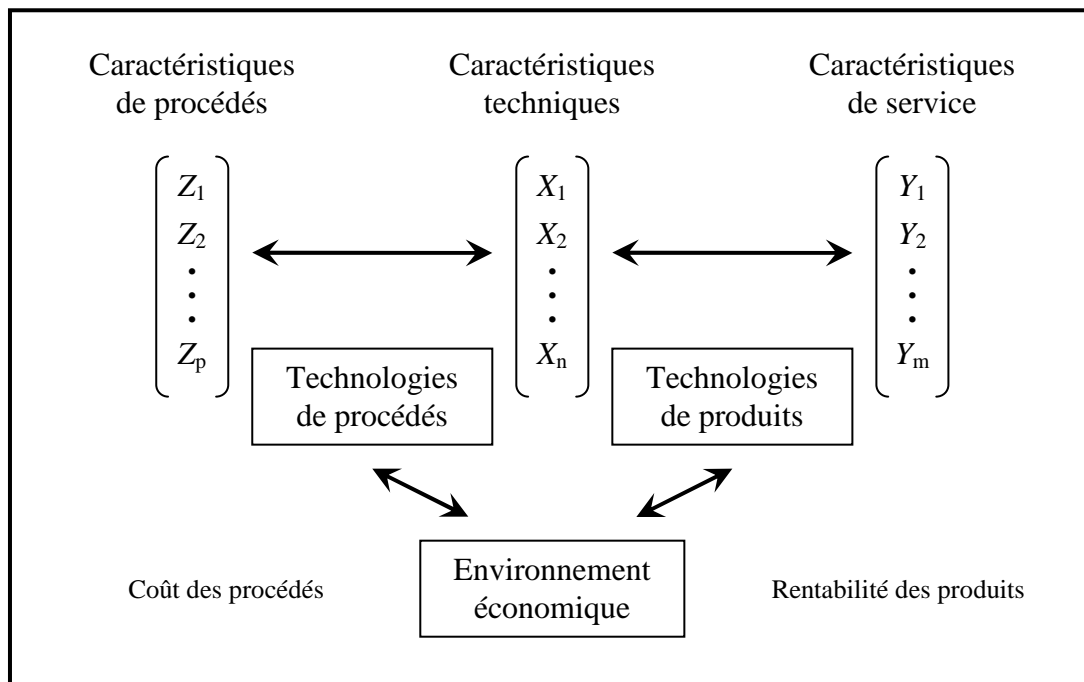 Caractéristiques
de procédés
Caractéristiques
techniques
Caractéristiques
de service
Z1
Z2
Zp
X1
X2
Xn
Y1
Y2
Ym
Technologies
de procédés
Technologies
de produits
Environnement
économique
Coût des procédés
Rentabilité des produits